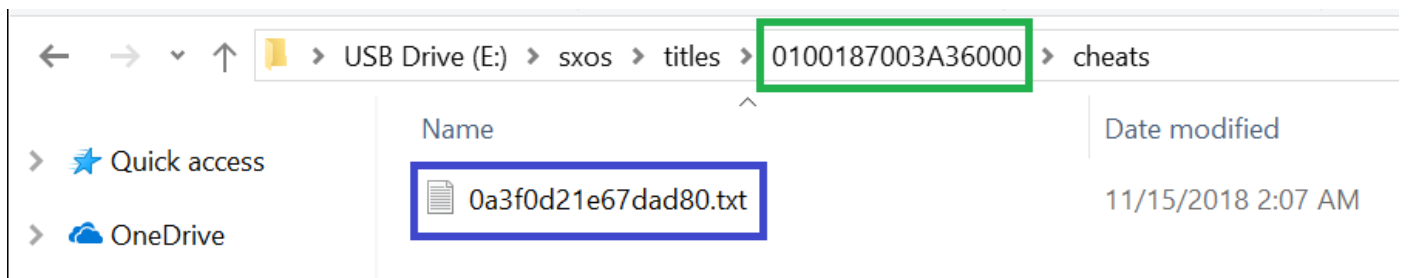 USB Drive (E:) > sxos > titles > 0100187003A36000 > cheats
Name Date modified
Quick access
0a3f0d21e67dad80.txt 11/15/2018 2:07 AM
OneDrive